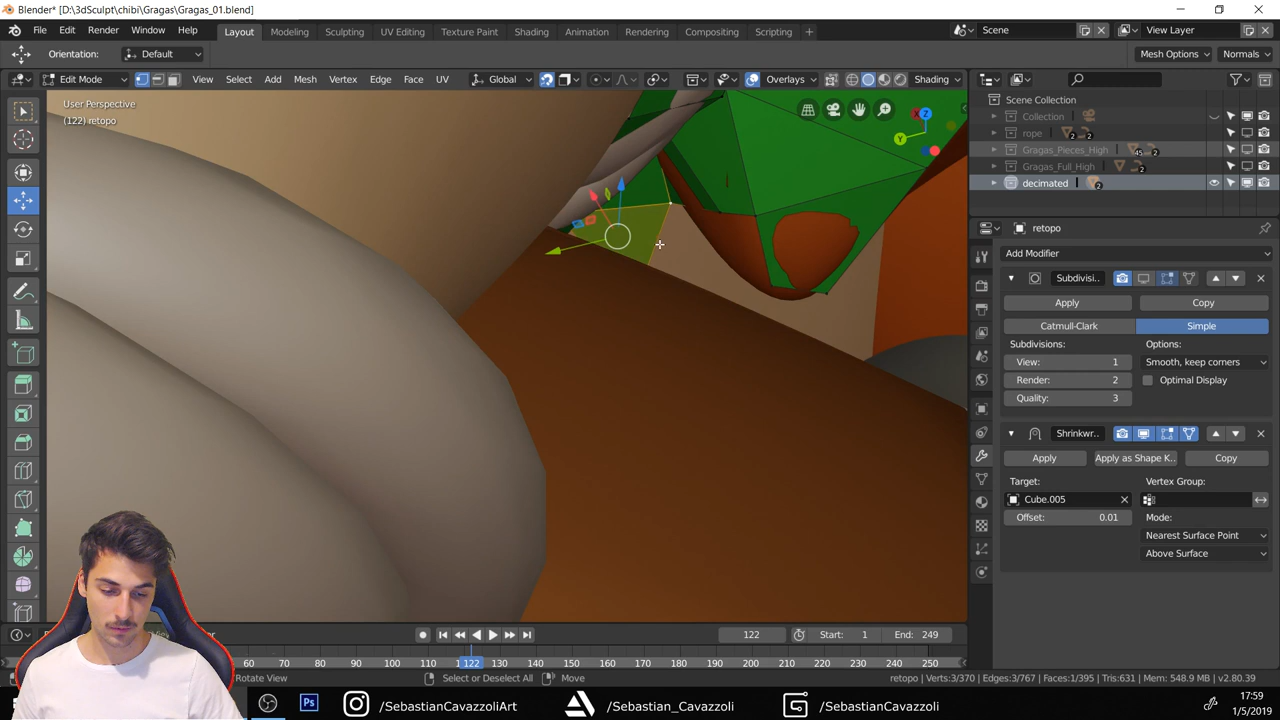 Blender* [D:\3dSculpt\chibi\Gragas\Gragas_01.blend]
File Edit Render Window Help Layout Modeling Sculpting UV Editing Texture Paint Shading Animation Rendering Compositing Scripting + Scene View Layer
Orientation: Default Mesh Options Normals
Edit Mode View Select Add Mesh Vertex Edge Face UV Global Overlays Shading
User Perspective
(122) retopo
Z
Y
X
Scene Collection
Collection
rope 2 2
Gragas_Pieces_High 45 2
Gragas_Full_High 2
decimated 2
retopo
Add Modifier
Subdivisi..
Apply Copy
Catmull-Clark Simple
Subdivisions: Options:
View: 1 Smooth, keep corners
Render: 2 Optimal Display
Quality: 3
Shrinkwr..
Apply Apply as Shape K.. Copy
Target: Vertex Group:
Cube.005
Offset: 0.01 Mode:
Nearest Surface Point
Above Surface
122 Start: 1 End: 249
60 70 80 90 100 110 122 130 140 150 160 170 180 190 200 210 220 230 240 250
Rotate View Select or Deselect All Move retopo | Verts:3/370 | Edges:3/767 | Faces:1/395 | Tris:631 | Mem: 548.9 MB | v2.80.39
Ps /SebastianCavazzoliArt /Sebastian_Cavazzoli /SebastianCavazzoli
17:59
1/5/2019